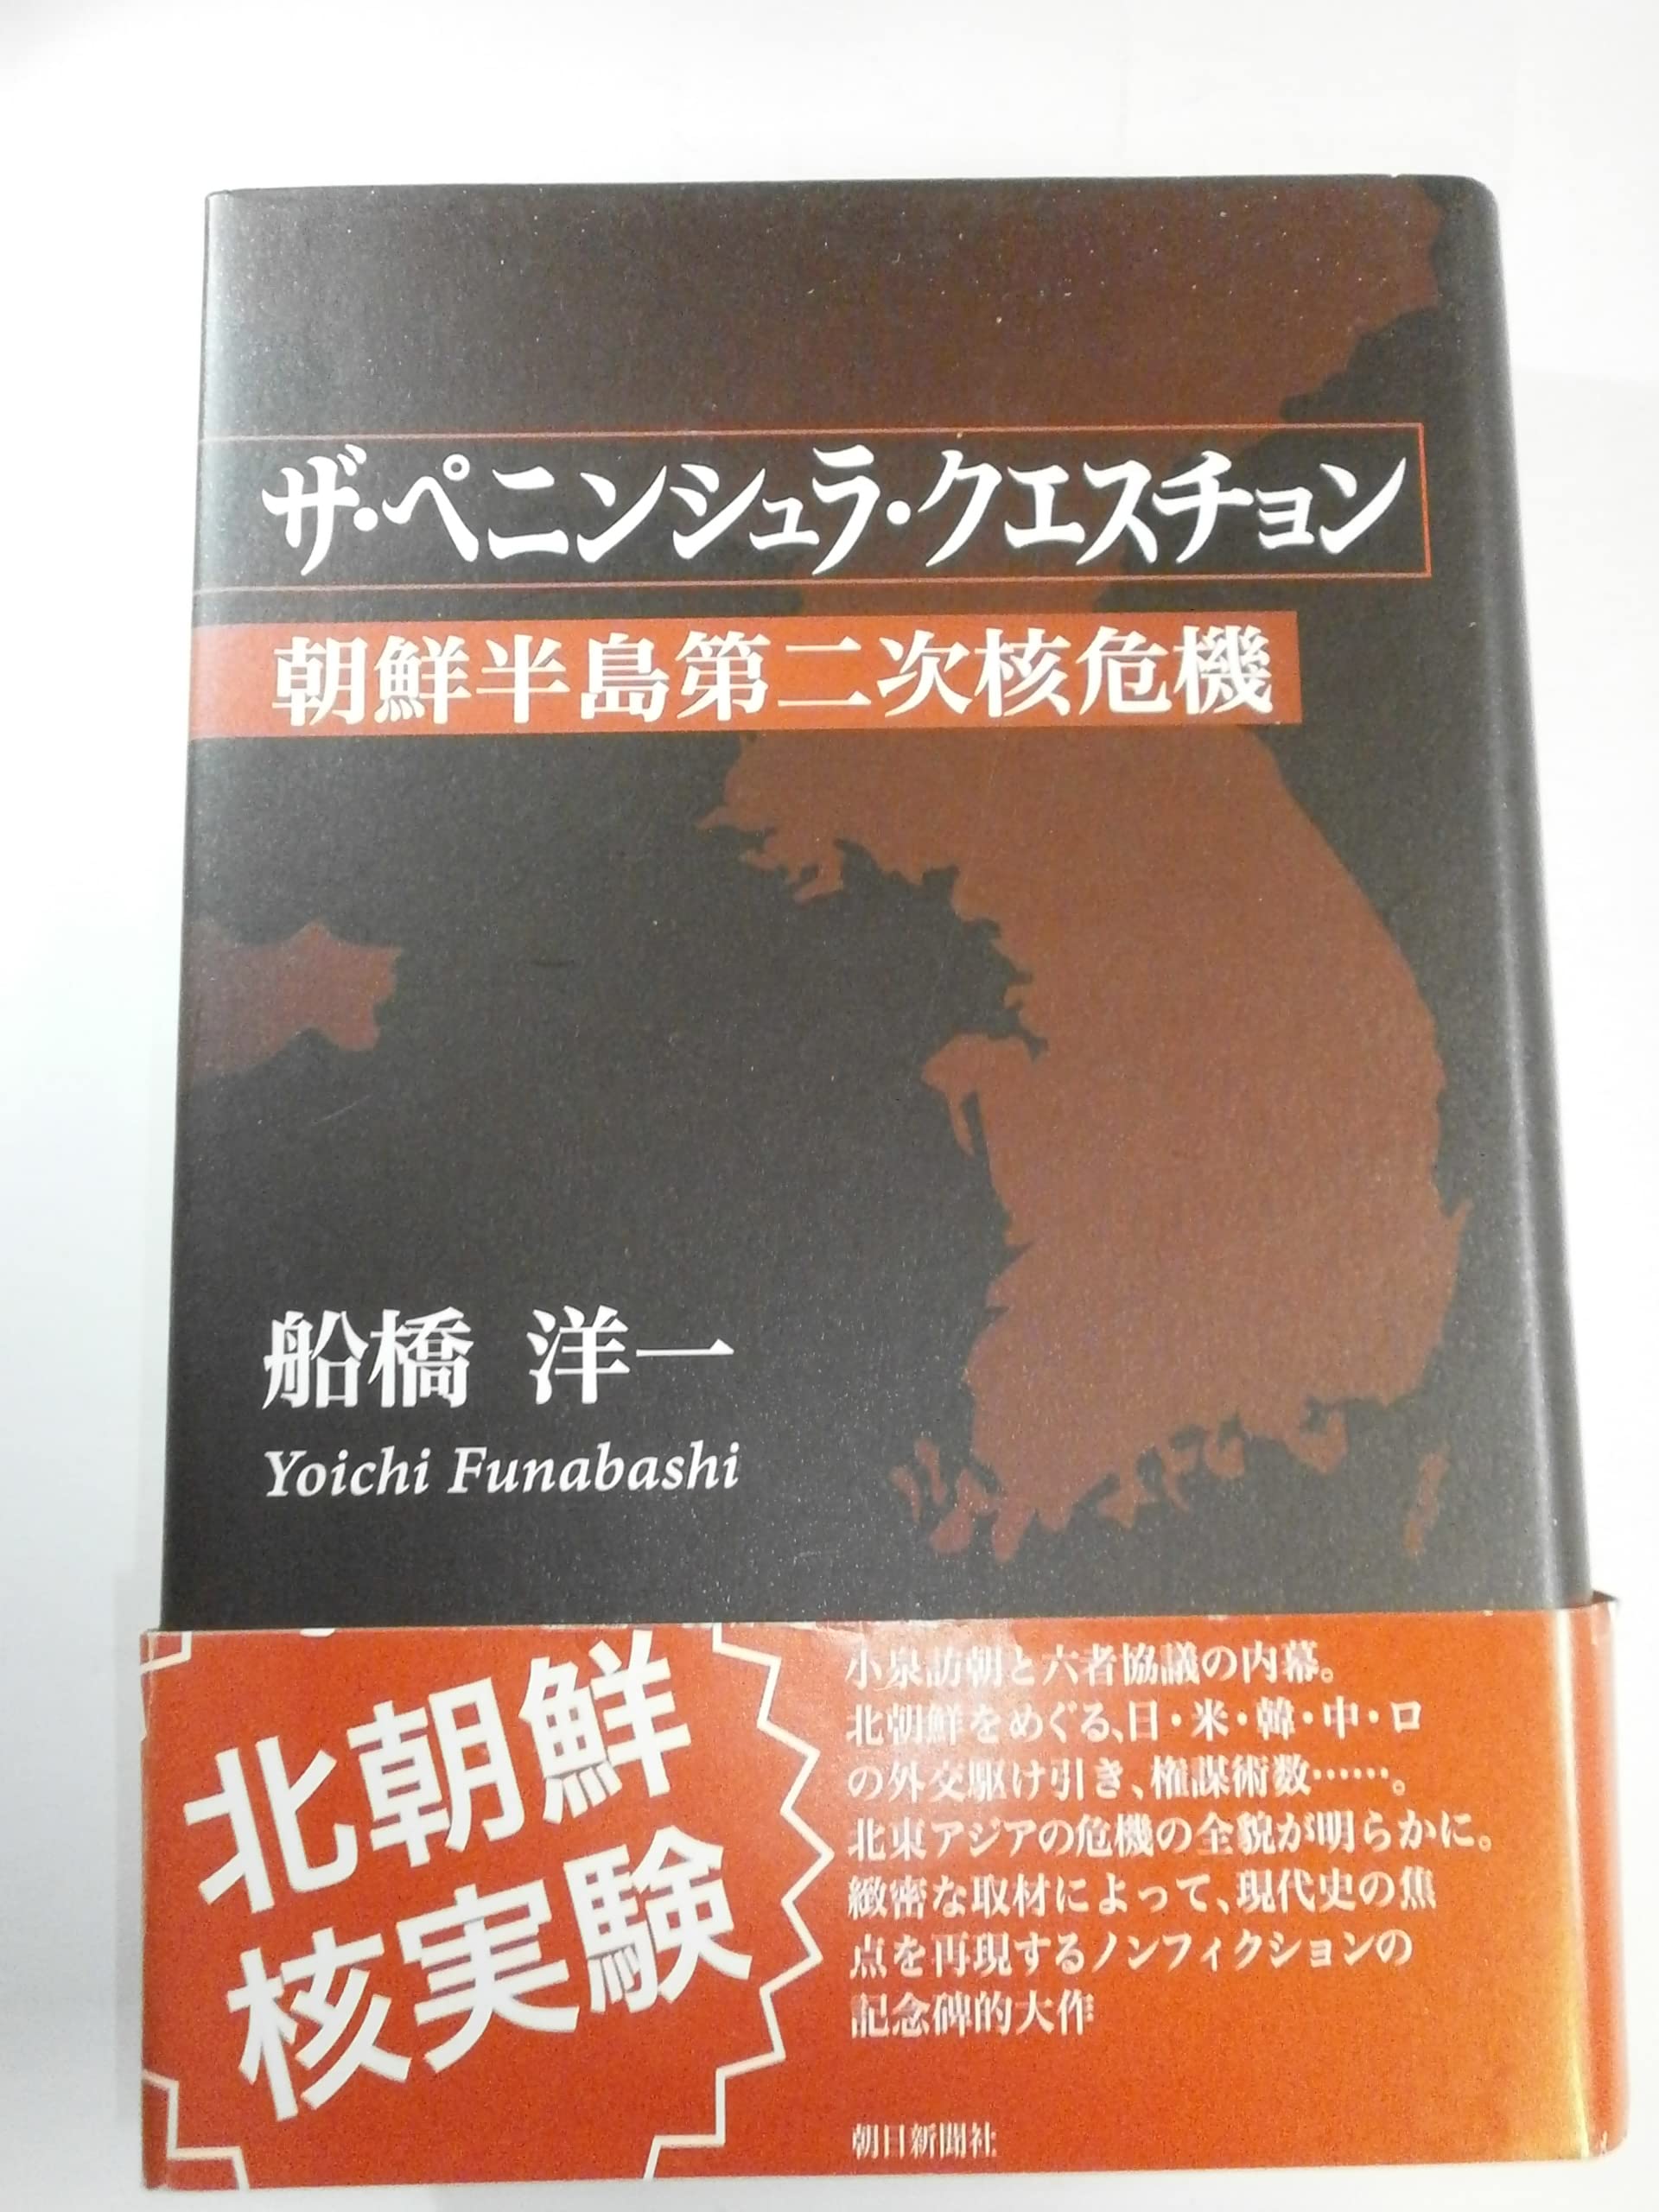 ザ・ペニンシュラ・クエスチョン
朝鮮半島第二次核危機
船橋 洋一
Yoichi Funabashi
北朝鮮
核実験
小泉訪朝と六者協議の内幕。
北朝鮮をめぐる、日・米・韓・中・ロ
の外交駆け引き、権謀術数……。
北東アジアの危機の全貌が明らかに。
緻密な取材によって、現代史の焦
点を再現するノンフィクションの
記念碑的大作
朝日新聞社